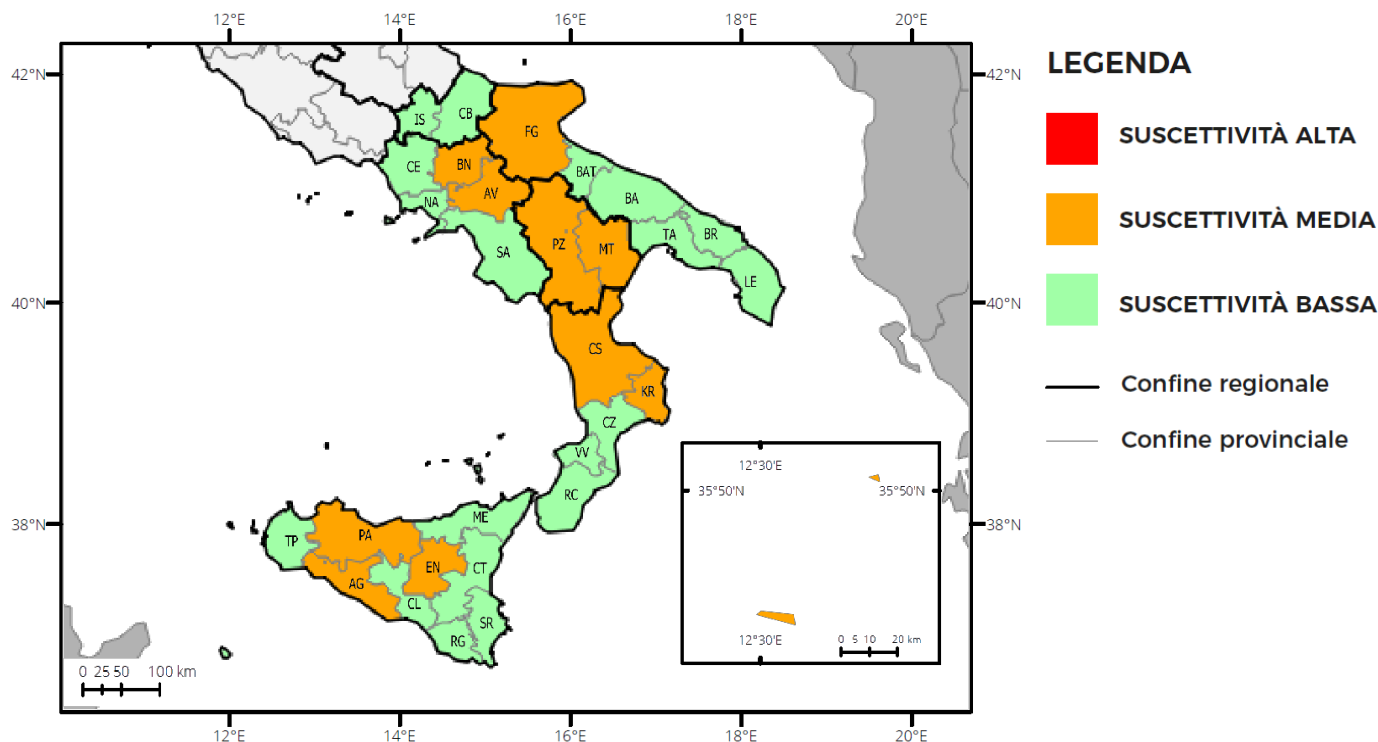 12°E 14°E 16°E 18°E 20°E
42°N 42°N
LEGENDA
SUSCETTIVITÀ ALTA
SUSCETTIVITÀ MEDIA
SUSCETTIVITÀ BASSA
Confine regionale
Confine provinciale
IS CB FG
CE BN BAT
NA AV BA
SA PZ MT TA BR
LE
40°N 40°N
CS
KR
CZ
VV
RC
38°N 38°N
ME
TP PA
AG EN CT
CL
SR
RG
12°30'E
35°50'N 35°50'N
12°30'E
0 5 10 20 km
0 25 50 100 km
12°E 14°E 16°E 18°E 20°E